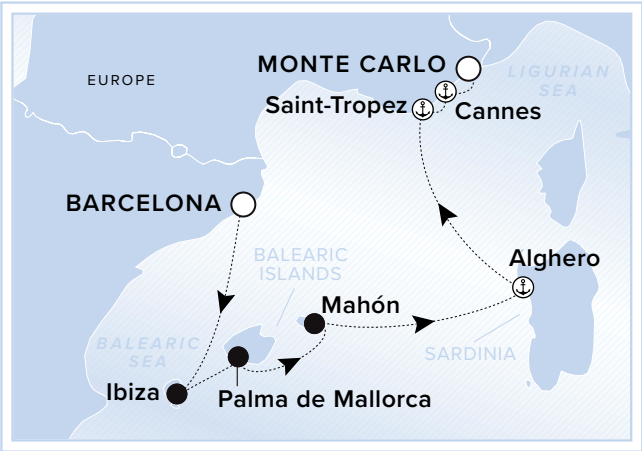 MONTE CARLO
LIGURIAN
SEA
EUROPE
Saint-Tropez
Cannes
BARCELONA
BALEARIC
ISLANDS
Alghero
Mahón
BALEARIC
SEA
SARDINIA
Ibiza
Palma de Mallorca